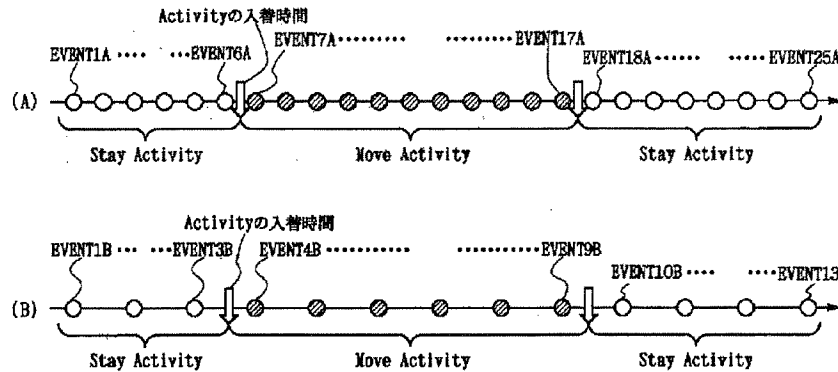 Activityの入替時間
EVENT1A ‥‥ ‥‥EVENT6A EVENT7A ‥‥‥‥ ‥‥‥‥EVENT17A EVENT18A‥‥‥ ‥‥‥EVENT25A
(A)
Stay Activity Move Activity Stay Activity
Activityの入替時間
EVENT1B ‥‥ ‥‥EVENT3B EVENT4B‥‥‥‥ ‥‥‥‥EVENT9B EVENT10B‥‥‥ ‥‥‥EVENT13
(B)
Stay Activity Move Activity Stay Activity